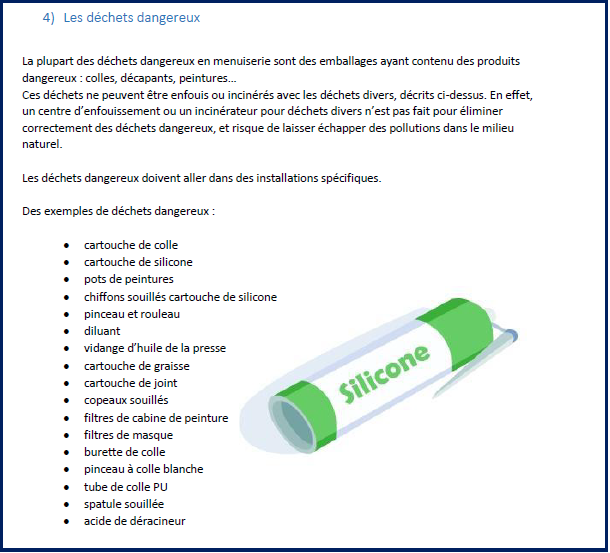 4) Les déchets dangereux
La plupart des déchets dangereux en menuiserie sont des emballages ayant contenu des produits
dangereux : colles, décapants, peintures...
Ces déchets ne peuvent être enfouis ou incinérés avec les déchets divers, décrits ci-dessus. En effet,
un centre d’enfouissement ou un incinérateur pour déchets divers n’est pas fait pour éliminer
correctement des déchets dangereux, et risque de laisser échapper des pollutions dans le milieu
naturel.
Les déchets dangereux doivent aller dans des installations spécifiques.
Des exemples de déchets dangereux :
• cartouche de colle
• cartouche de silicone
• pots de peintures
• chiffons souillés cartouche de silicone
• pinceau et rouleau
• diluant
• vidange d’huile de la presse
• cartouche de graisse
• cartouche de joint
• copeaux souillés
• filtres de cabine de peinture
• filtres de masque
• burette de colle
• pinceau à colle blanche
• tube de colle PU
• spatule souillée
• acide de déracineur
Silicone